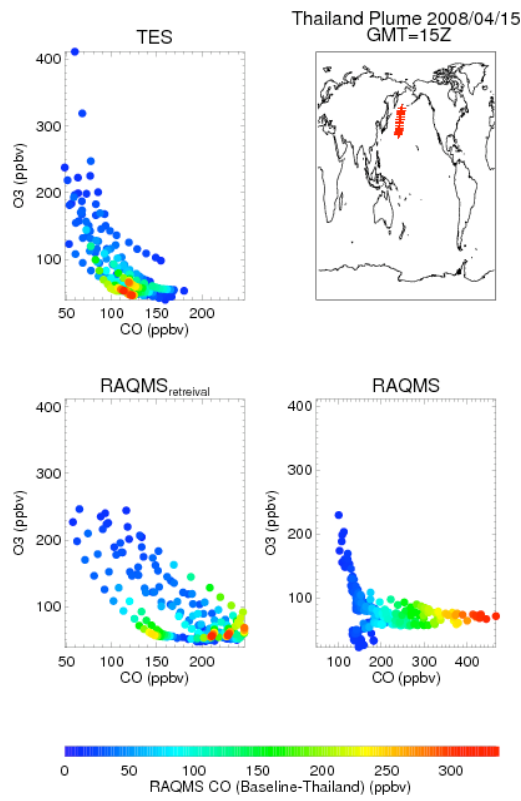 TES
Thailand Plume 2008/04/15
GMT=15Z
400
300
200
100
O3 (ppbv)
50 100 150 200
CO (ppbv)
RAQMSretreival
400
300
200
100
O3 (ppbv)
50 100 150 200
CO (ppbv)
RAQMS
400
300
200
100
O3 (ppbv)
100 200 300 400
CO (ppbv)
0 50 100 150 200 250 300
RAQMS CO (Baseline-Thailand) (ppbv)